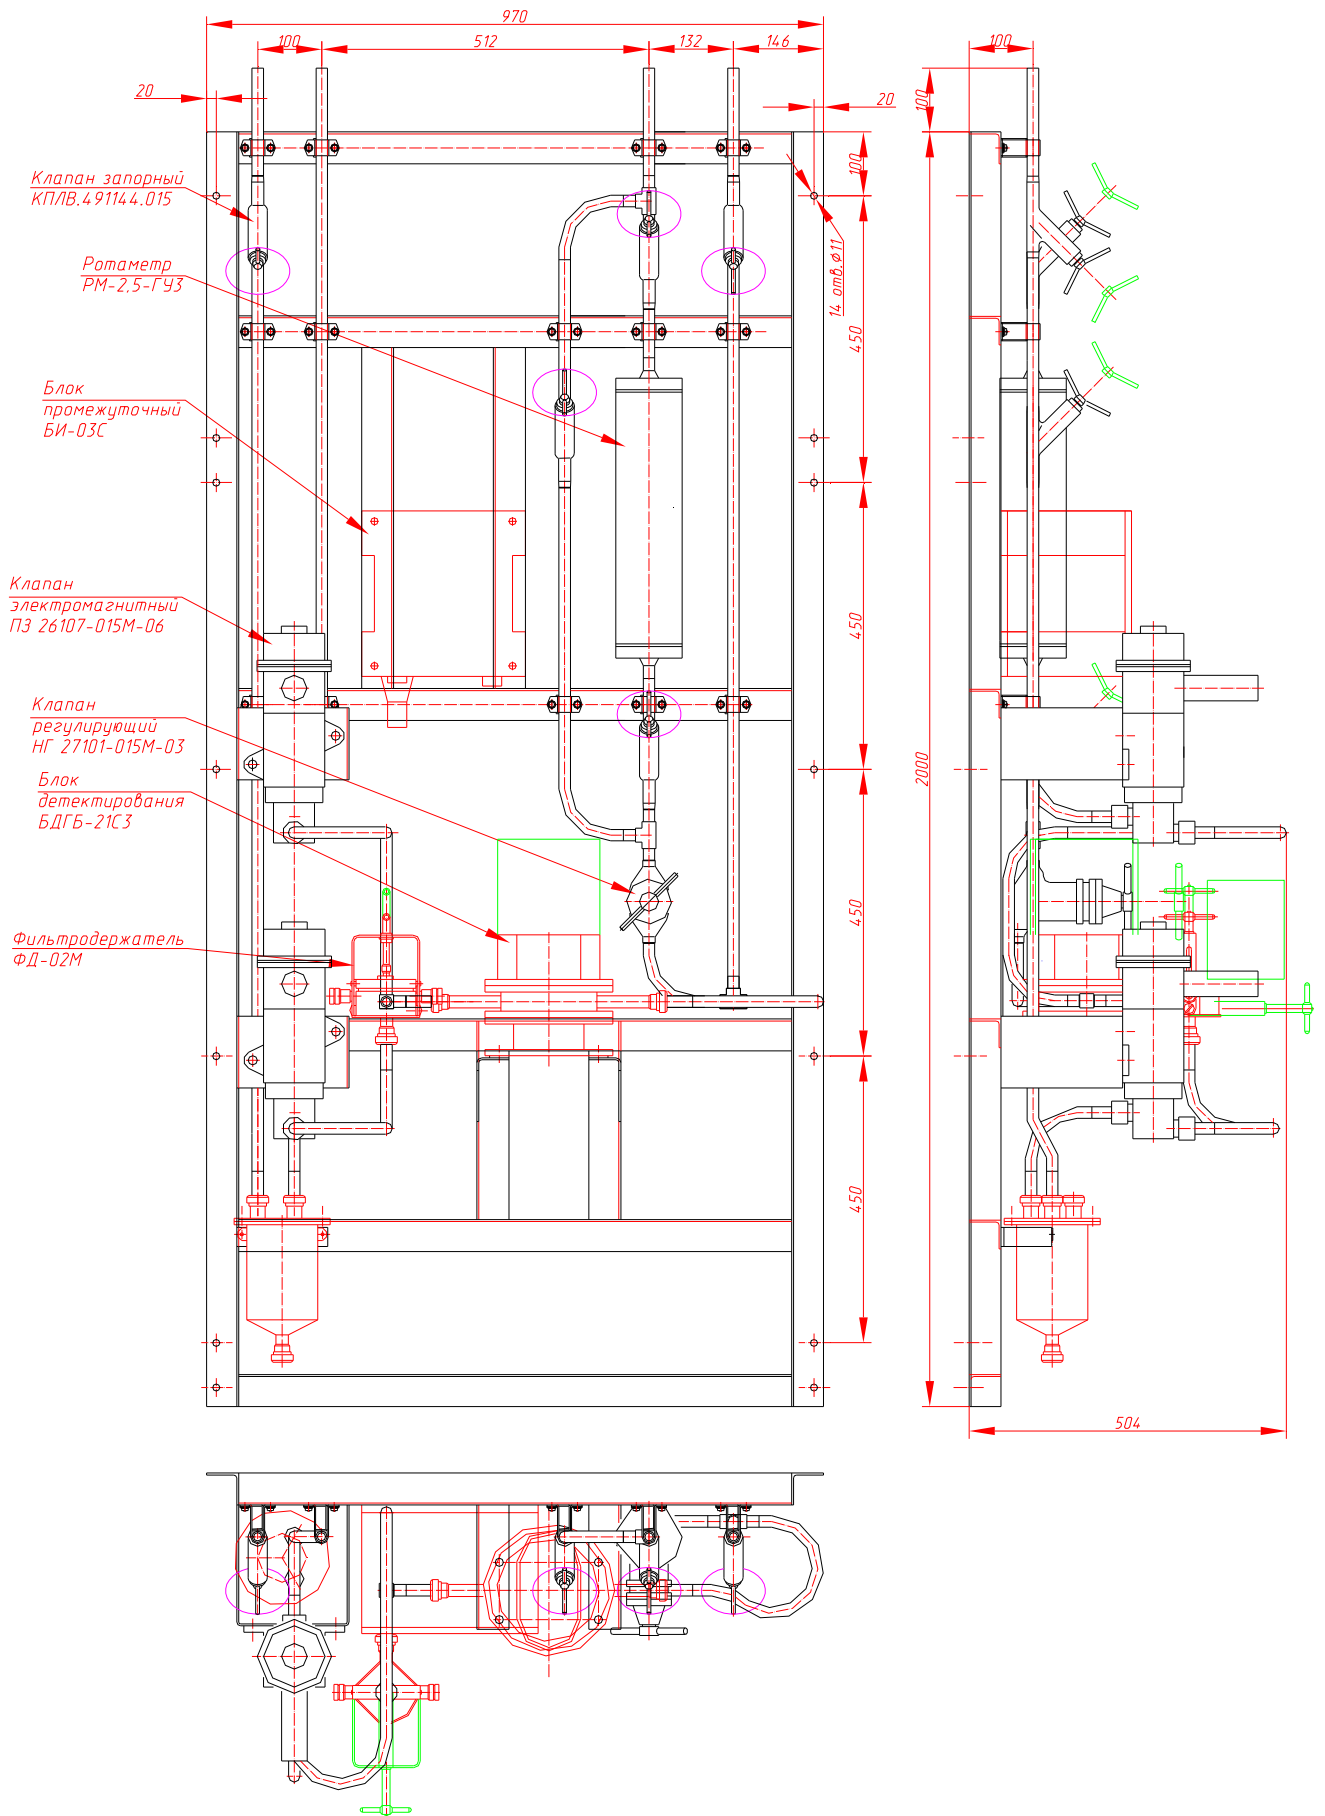 970
100
512
132
146
100
20
20
100
100
Клапан запорный
КПЛВ.491144.015
14 отв.⌀11
Ротаметр
РМ-2,5-ГУЗ
450
Блок
промежуточный
БИ-03С
Клапан
электромагнитный
ПЗ 26107-015М-06
450
Клапан
регулирующий
НГ 27101-015М-03
2000
Блок
детектирования
БДГБ-21С3
450
Фильтродержатель
ФД-02М
450
504